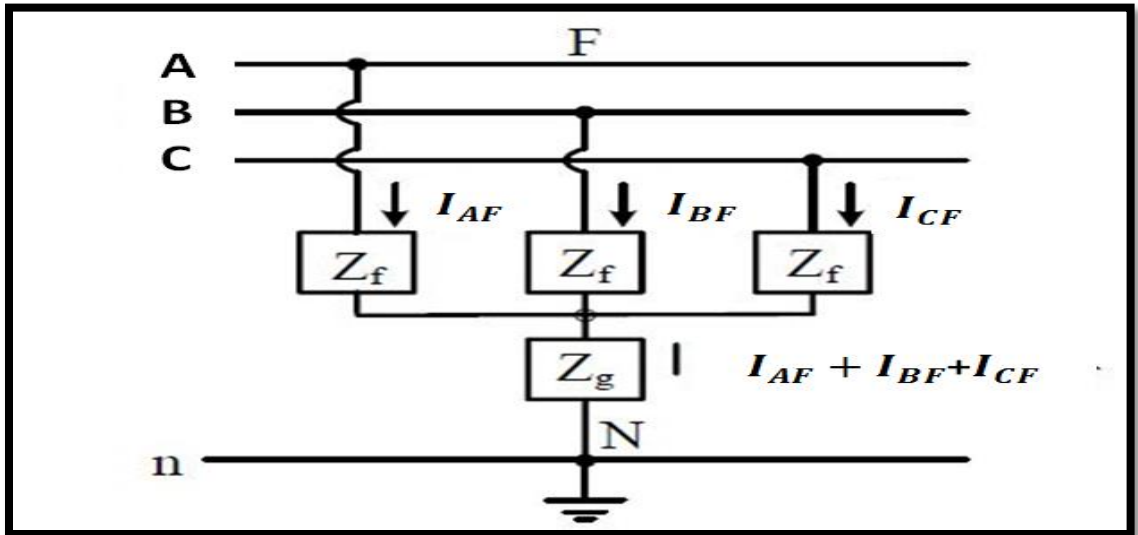 F
A
B
C
I_AF I_BF I_CF
Z_f Z_f Z_f
Z_g I_AF + I_BF+I_CF
N
n